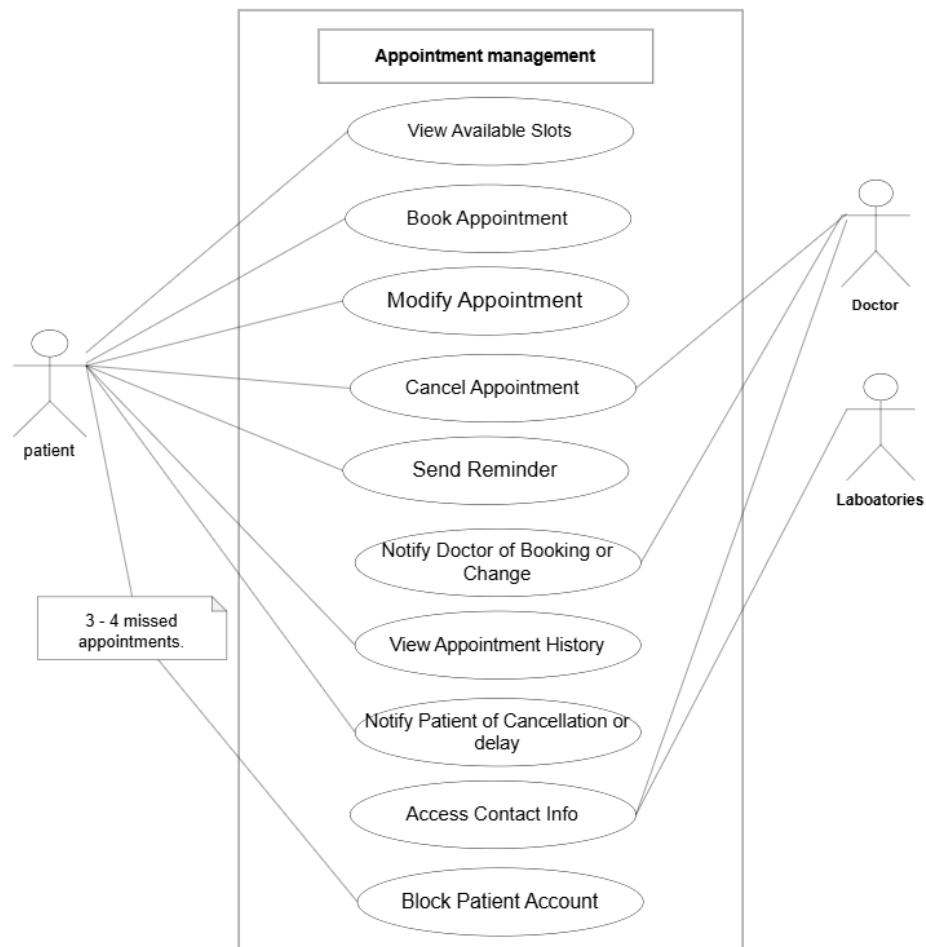 Appointment management
View Available Slots
Book Appointment
Modify Appointment
Cancel Appointment
Send Reminder
Notify Doctor of Booking or
Change
View Appointment History
Notify Patient of Cancellation or
delay
Access Contact Info
Block Patient Account
patient
3 - 4 missed
appointments.
Doctor
Laboatories